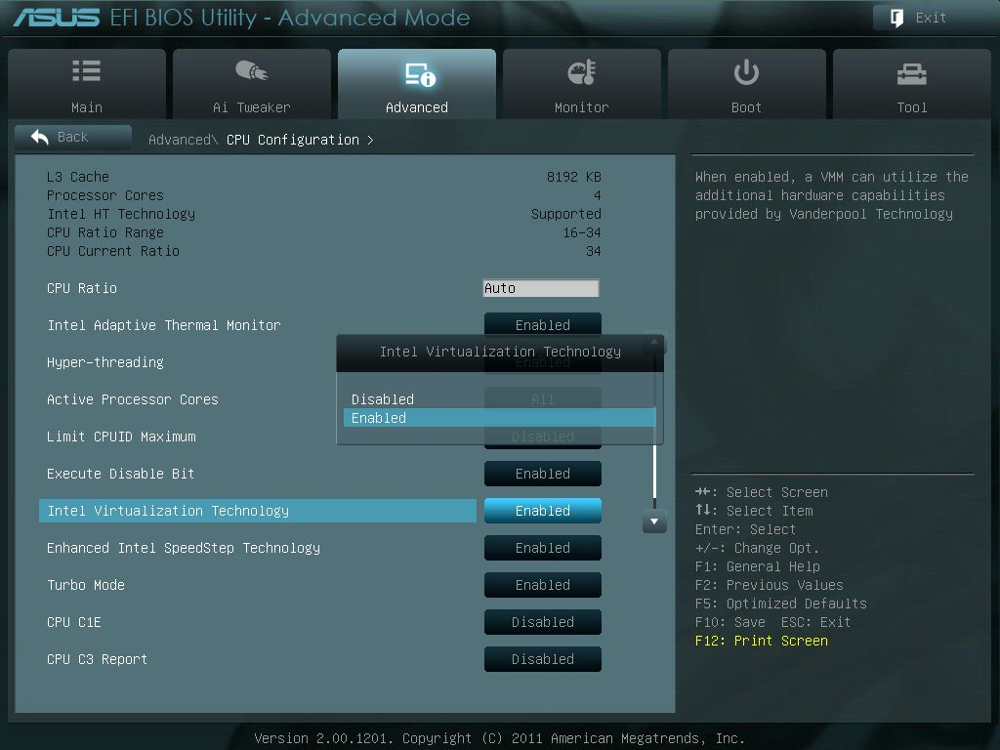 ASUS EFI BIOS Utility - Advanced Mode
Exit
Main
Ai Tweaker
Advanced
Monitor
Boot
Tool
Back
Advanced\ CPU Configuration >
L3 Cache 8192 KB
Processor Cores 4
Intel HT Technology Supported
CPU Ratio Range 16-34
CPU Current Ratio 34
CPU Ratio Auto
Intel Adaptive Thermal Monitor Enabled
Hyper-threading Enabled
Active Processor Cores All
Limit CPUID Maximum Disabled
Execute Disable Bit Enabled
Intel Virtualization Technology Enabled
Enhanced Intel SpeedStep Technology Enabled
Turbo Mode Enabled
CPU C1E Disabled
CPU C3 Report Disabled
Intel Virtualization Technology
Disabled
Enabled
When enabled, a VMM can utilize the
additional hardware capabilities
provided by Vanderpool Technology
→←: Select Screen
↑↓: Select Item
Enter: Select
+/-: Change Opt.
F1: General Help
F2: Previous Values
F5: Optimized Defaults
F10: Save ESC: Exit
F12: Print Screen
Version 2.00.1201. Copyright (C) 2011 American Megatrends, Inc.